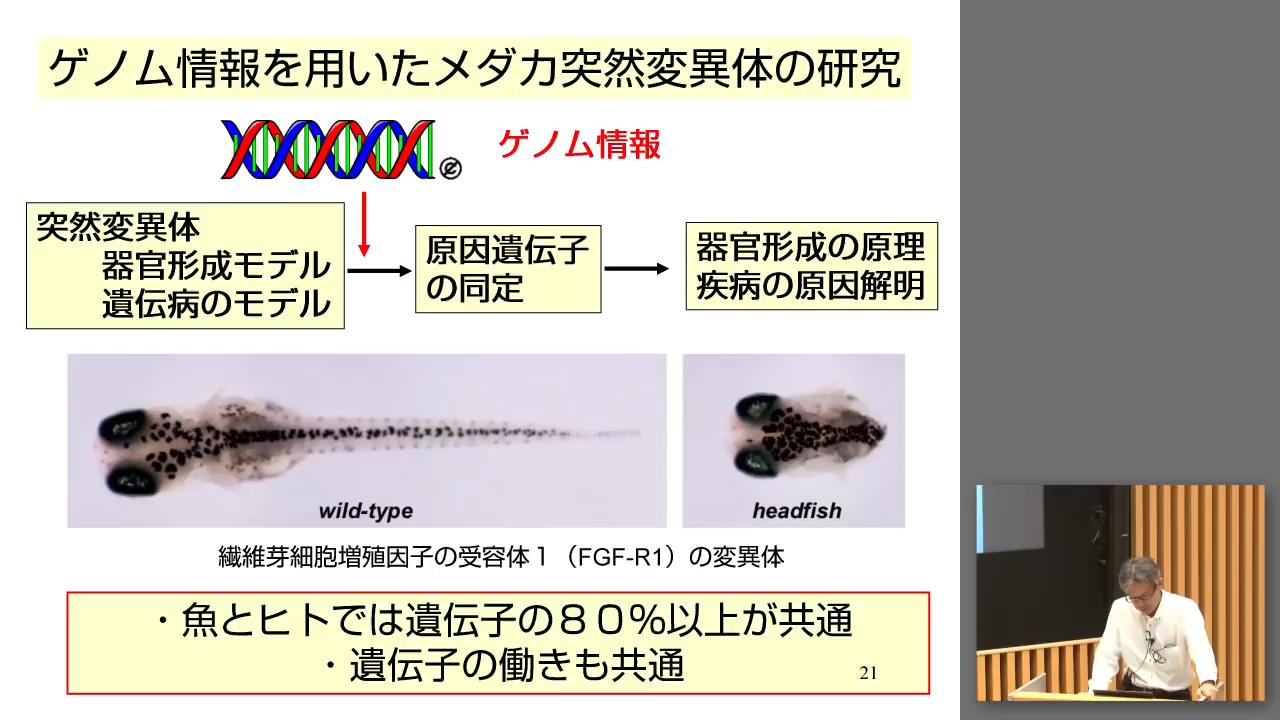 ゲノム情報を用いたメダカ突然変異体の研究
ゲノム情報
突然変異体
器官形成モデル
遺伝病のモデル
原因遺伝子
の同定
器官形成の原理
疾病の原因解明
wild-type
headfish
繊維芽細胞増殖因子の受容体１（FGF-R1）の変異体
・魚とヒトでは遺伝子の８０％以上が共通
・遺伝子の働きも共通
21